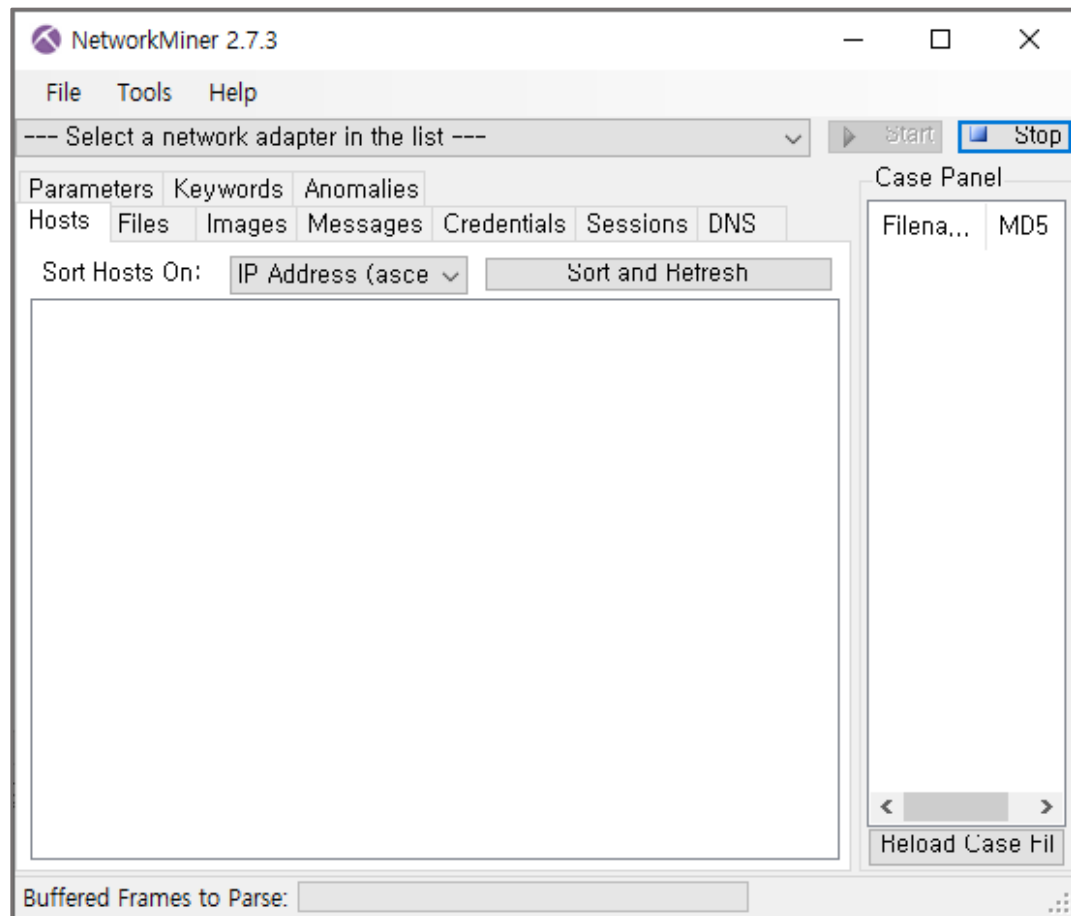 NetworkMiner 2.7.3
File Tools Help
--- Select a network adapter in the list --- Start Stop
Parameters Keywords Anomalies
Hosts Files Images Messages Credentials Sessions DNS
Sort Hosts On: IP Address (asce Sort and Refresh
Case Panel
Filena... MD5
Reload Case Fil
Buffered Frames to Parse: